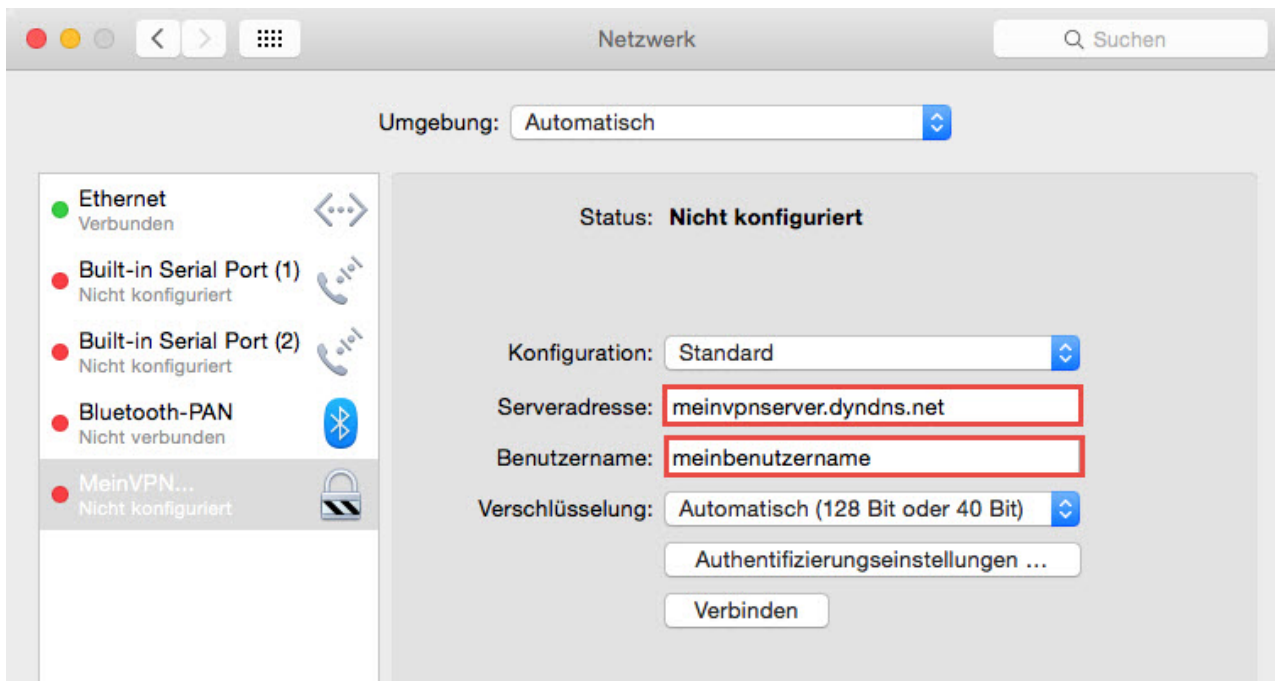 Netzwerk
Suchen
Umgebung: Automatisch
Ethernet
Verbunden
Built-in Serial Port (1)
Nicht konfiguriert
Built-in Serial Port (2)
Nicht konfiguriert
Bluetooth-PAN
Nicht verbunden
MeinVPN...
Nicht konfiguriert
Status: Nicht konfiguriert
Konfiguration: Standard
Serveradresse: meinvpnserver.dyndns.net
Benutzername: meinbenutzername
Verschlüsselung: Automatisch (128 Bit oder 40 Bit)
Authentifizierungseinstellungen ...
Verbinden